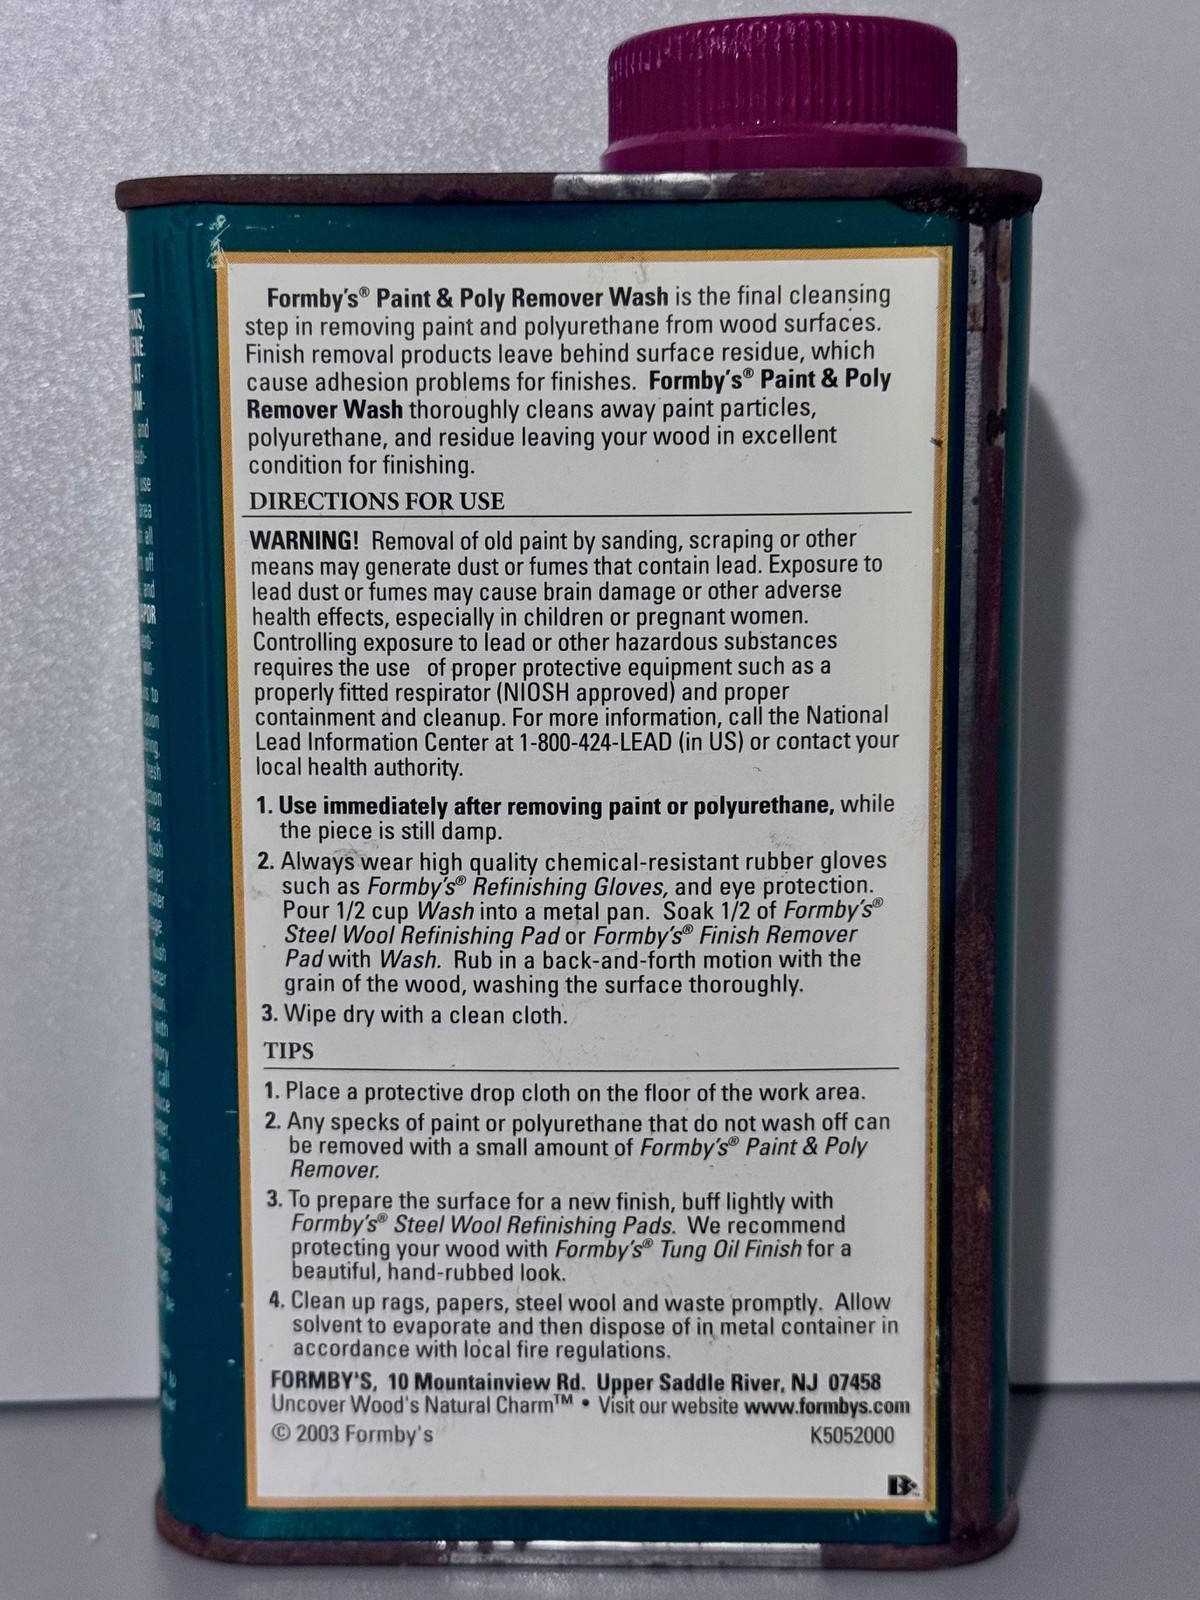 Formby's® Paint & Poly Remover Wash is the final cleansing
step in removing paint and polyurethane from wood surfaces.
Finish removal products leave behind surface residue, which
cause adhesion problems for finishes. Formby's® Paint & Poly
Remover Wash thoroughly cleans away paint particles,
polyurethane, and residue leaving your wood in excellent
condition for finishing.
DIRECTIONS FOR USE
WARNING! Removal of old paint by sanding, scraping or other
means may generate dust or fumes that contain lead. Exposure to
lead dust or fumes may cause brain damage or other adverse
health effects, especially in children or pregnant women.
Controlling exposure to lead or other hazardous substances
requires the use of proper protective equipment such as a
properly fitted respirator (NIOSH approved) and proper
containment and cleanup. For more information, call the National
Lead Information Center at 1-800-424-LEAD (in US) or contact your
local health authority.
1. Use immediately after removing paint or polyurethane, while
the piece is still damp.
2. Always wear high quality chemical-resistant rubber gloves
such as Formby's® Refinishing Gloves, and eye protection.
Pour 1/2 cup Wash into a metal pan. Soak 1/2 of Formby's®
Steel Wool Refinishing Pad or Formby's® Finish Remover
Pad with Wash. Rub in a back-and-forth motion with the
grain of the wood, washing the surface thoroughly.
3. Wipe dry with a clean cloth.
TIPS
1. Place a protective drop cloth on the floor of the work area.
2. Any specks of paint or polyurethane that do not wash off can
be removed with a small amount of Formby's® Paint & Poly
Remover.
3. To prepare the surface for a new finish, buff lightly with
Formby's® Steel Wool Refinishing Pads. We recommend
protecting your wood with Formby's® Tung Oil Finish for a
beautiful, hand-rubbed look.
4. Clean up rags, papers, steel wool and waste promptly. Allow
solvent to evaporate and then dispose of in metal container in
accordance with local fire regulations.
FORMBY'S, 10 Mountainview Rd. Upper Saddle River, NJ 07458
Uncover Wood's Natural Charm™ • Visit our website www.formbys.com
© 2003 Formby's K5052000